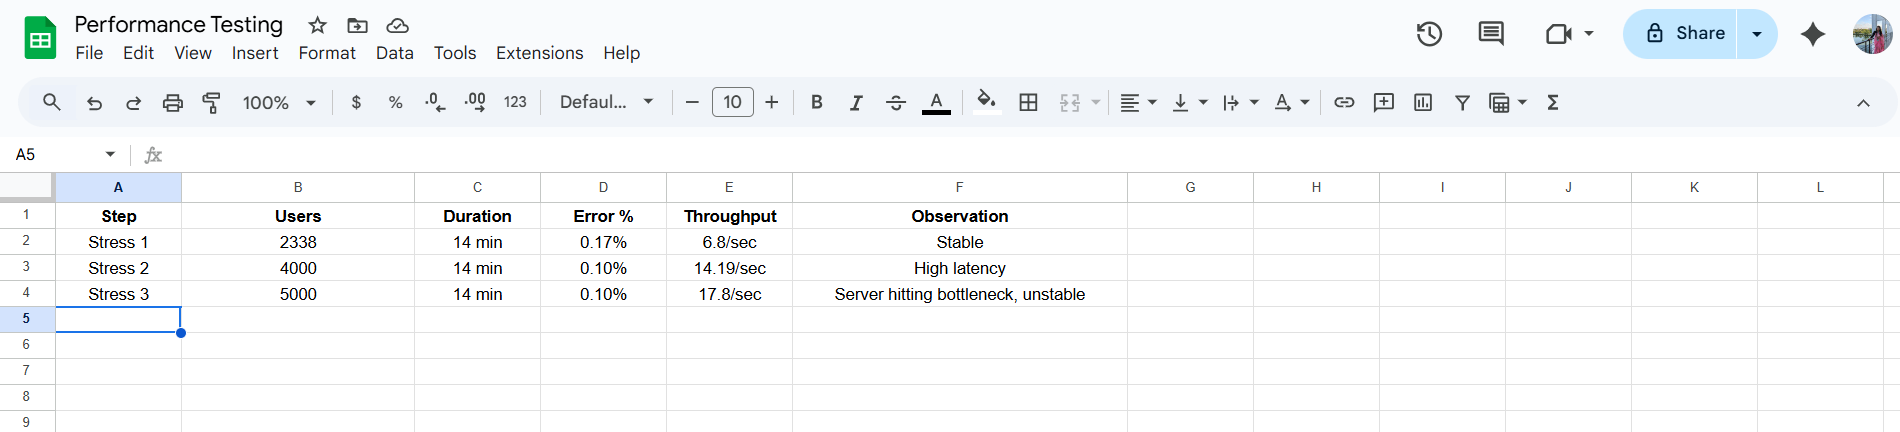 Performance Testing
File Edit View Insert Format Data Tools Extensions Help
Share
100% $ % .0 .00 123 Defaul... 10 B I S A A Σ
A5 fx
A B C D E F G H I J K L
1 Step Users Duration Error % Throughput Observation
2 Stress 1 2338 14 min 0.17% 6.8/sec Stable
3 Stress 2 4000 14 min 0.10% 14.19/sec High latency
4 Stress 3 5000 14 min 0.10% 17.8/sec Server hitting bottleneck, unstable
5
6
7
8
9